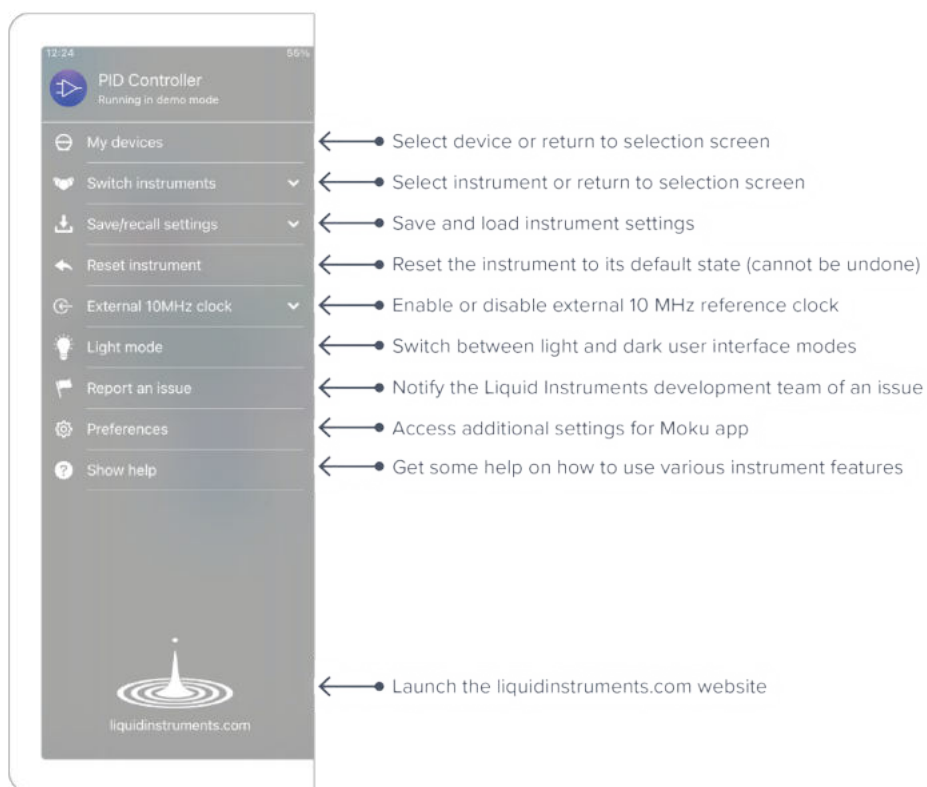 12:24 55%
PID Controller
Running in demo mode
My devices
Select device or return to selection screen
Switch instruments
Select instrument or return to selection screen
Save/recall settings
Save and load instrument settings
Reset instrument
Reset the instrument to its default state (cannot be undone)
External 10MHz clock
Enable or disable external 10 MHz reference clock
Light mode
Switch between light and dark user interface modes
Report an issue
Notify the Liquid Instruments development team of an issue
Preferences
Access additional settings for Moku app
Show help
Get some help on how to use various instrument features
Launch the liquidinstruments.com website
liquidinstruments.com